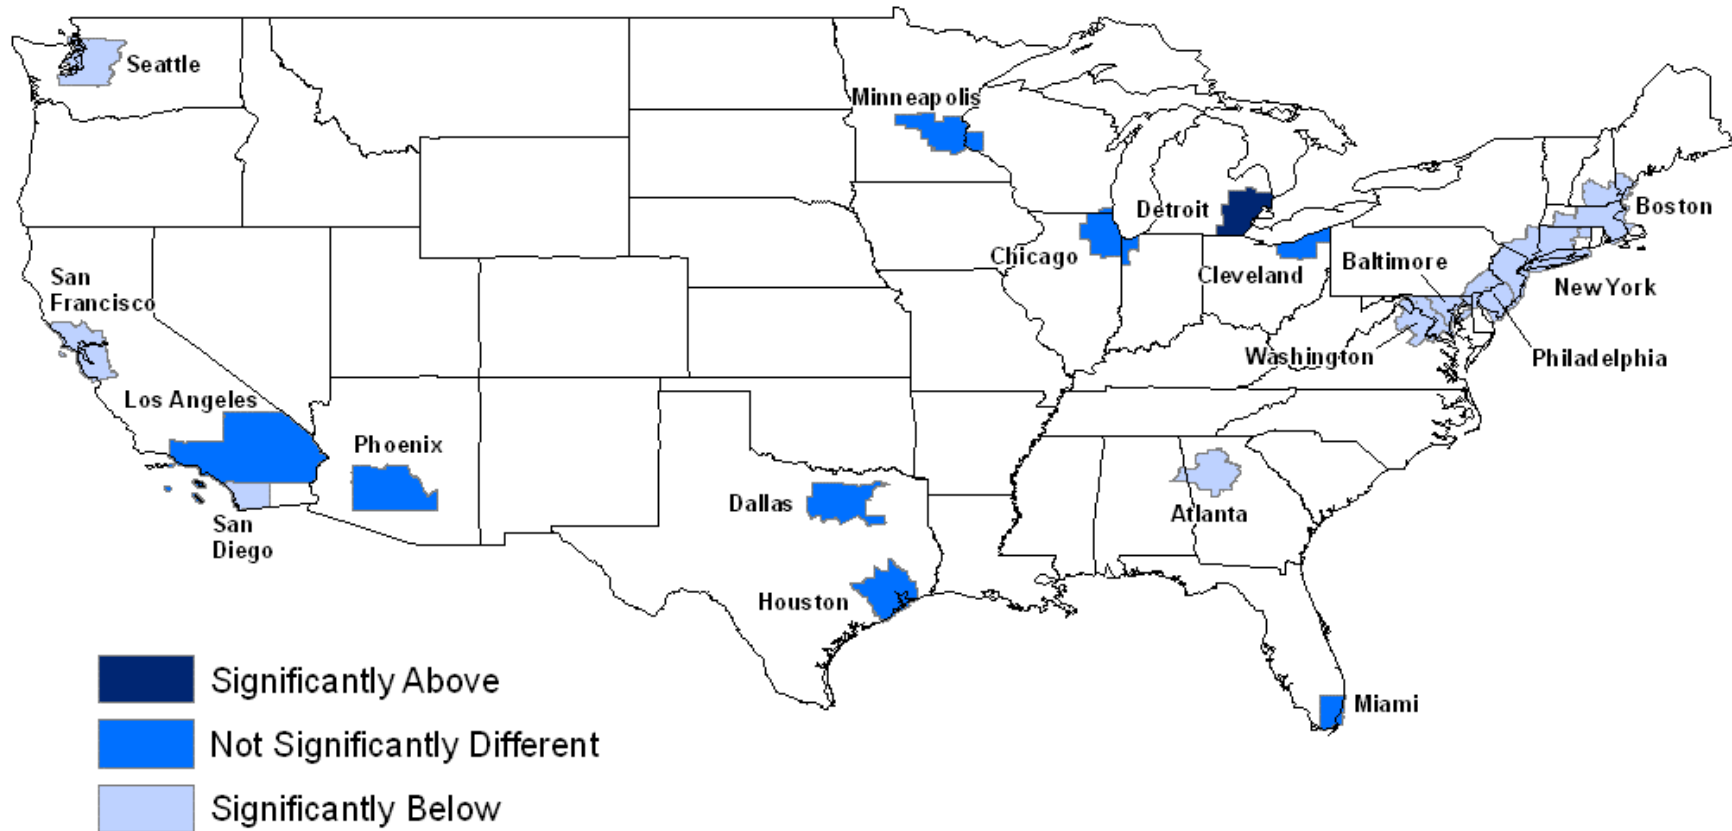 Seattle
Minneapolis
Detroit
Boston
Chicago
Cleveland
Baltimore
New York
San
Francisco
Washington
Philadelphia
Los Angeles
Phoenix
Dallas
Atlanta
San
Diego
Houston
Miami
Significantly Above
Not Significantly Different
Significantly Below